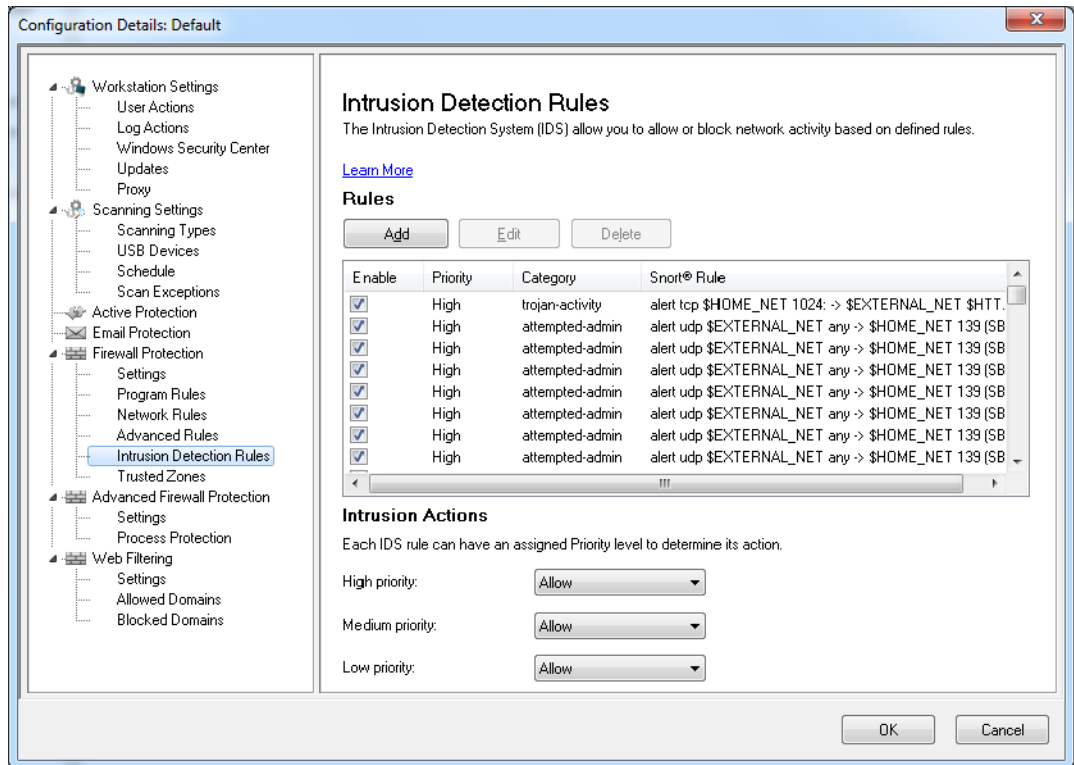 Configuration Details: Default
Workstation Settings
User Actions
Log Actions
Windows Security Center
Updates
Proxy
Scanning Settings
Scanning Types
USB Devices
Schedule
Scan Exceptions
Active Protection
Email Protection
Firewall Protection
Settings
Program Rules
Network Rules
Advanced Rules
Intrusion Detection Rules
Trusted Zones
Advanced Firewall Protection
Settings
Process Protection
Web Filtering
Settings
Allowed Domains
Blocked Domains
Intrusion Detection Rules
The Intrusion Detection System (IDS) allow you to allow or block network activity based on defined rules.
Learn More
Rules
Add Edit Delete
Enable Priority Category Snort® Rule
High trojan-activity alert tcp $HOME_NET 1024: -> $EXTERNAL_NET $HTT.
High attempted-admin alert udp $EXTERNAL_NET any -> $HOME_NET 139 (SB
High attempted-admin alert udp $EXTERNAL_NET any -> $HOME_NET 139 (SB
High attempted-admin alert udp $EXTERNAL_NET any -> $HOME_NET 139 (SB
High attempted-admin alert udp $EXTERNAL_NET any -> $HOME_NET 139 (SB
High attempted-admin alert udp $EXTERNAL_NET any -> $HOME_NET 139 (SB
High attempted-admin alert udp $EXTERNAL_NET any -> $HOME_NET 139 (SB
High attempted-admin alert udp $EXTERNAL_NET any -> $HOME_NET 139 (SB
Intrusion Actions
Each IDS rule can have an assigned Priority level to determine its action.
High priority: Allow
Medium priority: Allow
Low priority: Allow
OK Cancel